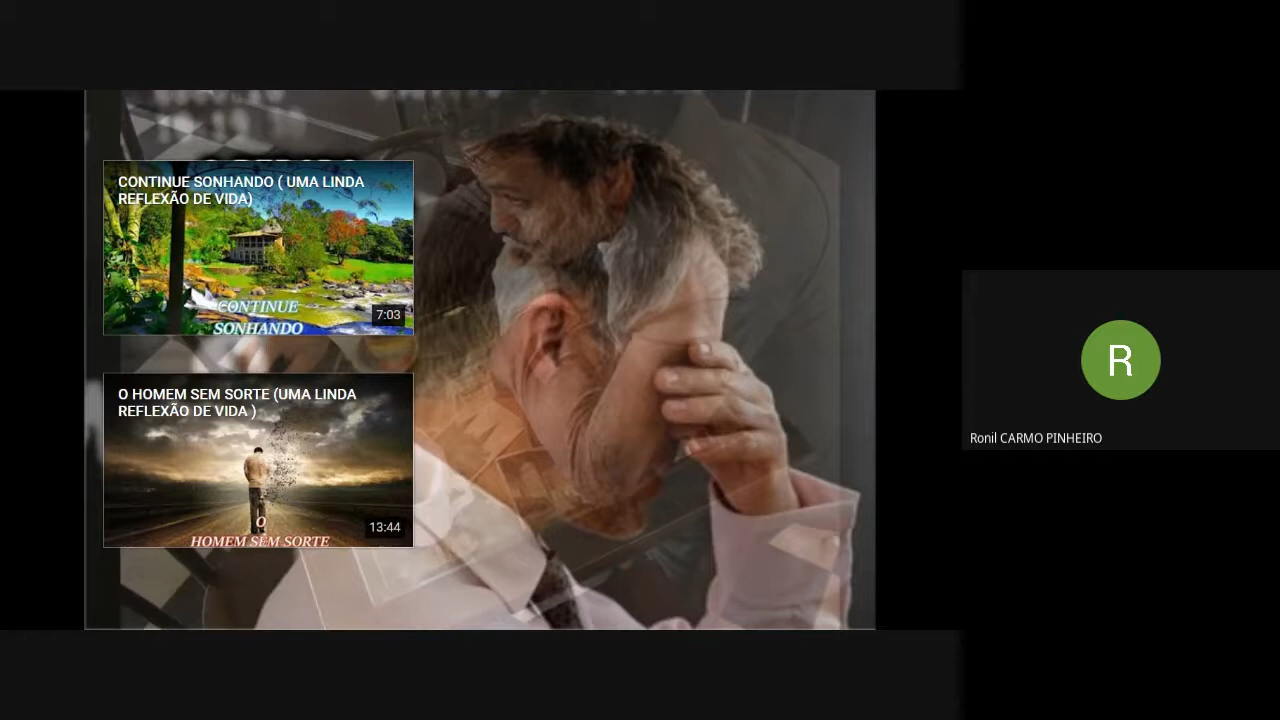 CONTINUE SONHANDO ( UMA LINDA
REFLEXÃO DE VIDA)
CONTINUE
SONHANDO
7:03
O HOMEM SEM SORTE (UMA LINDA
REFLEXÃO DE VIDA )
O
HOMEM SEM SORTE
13:44
R
Ronil CARMO PINHEIRO